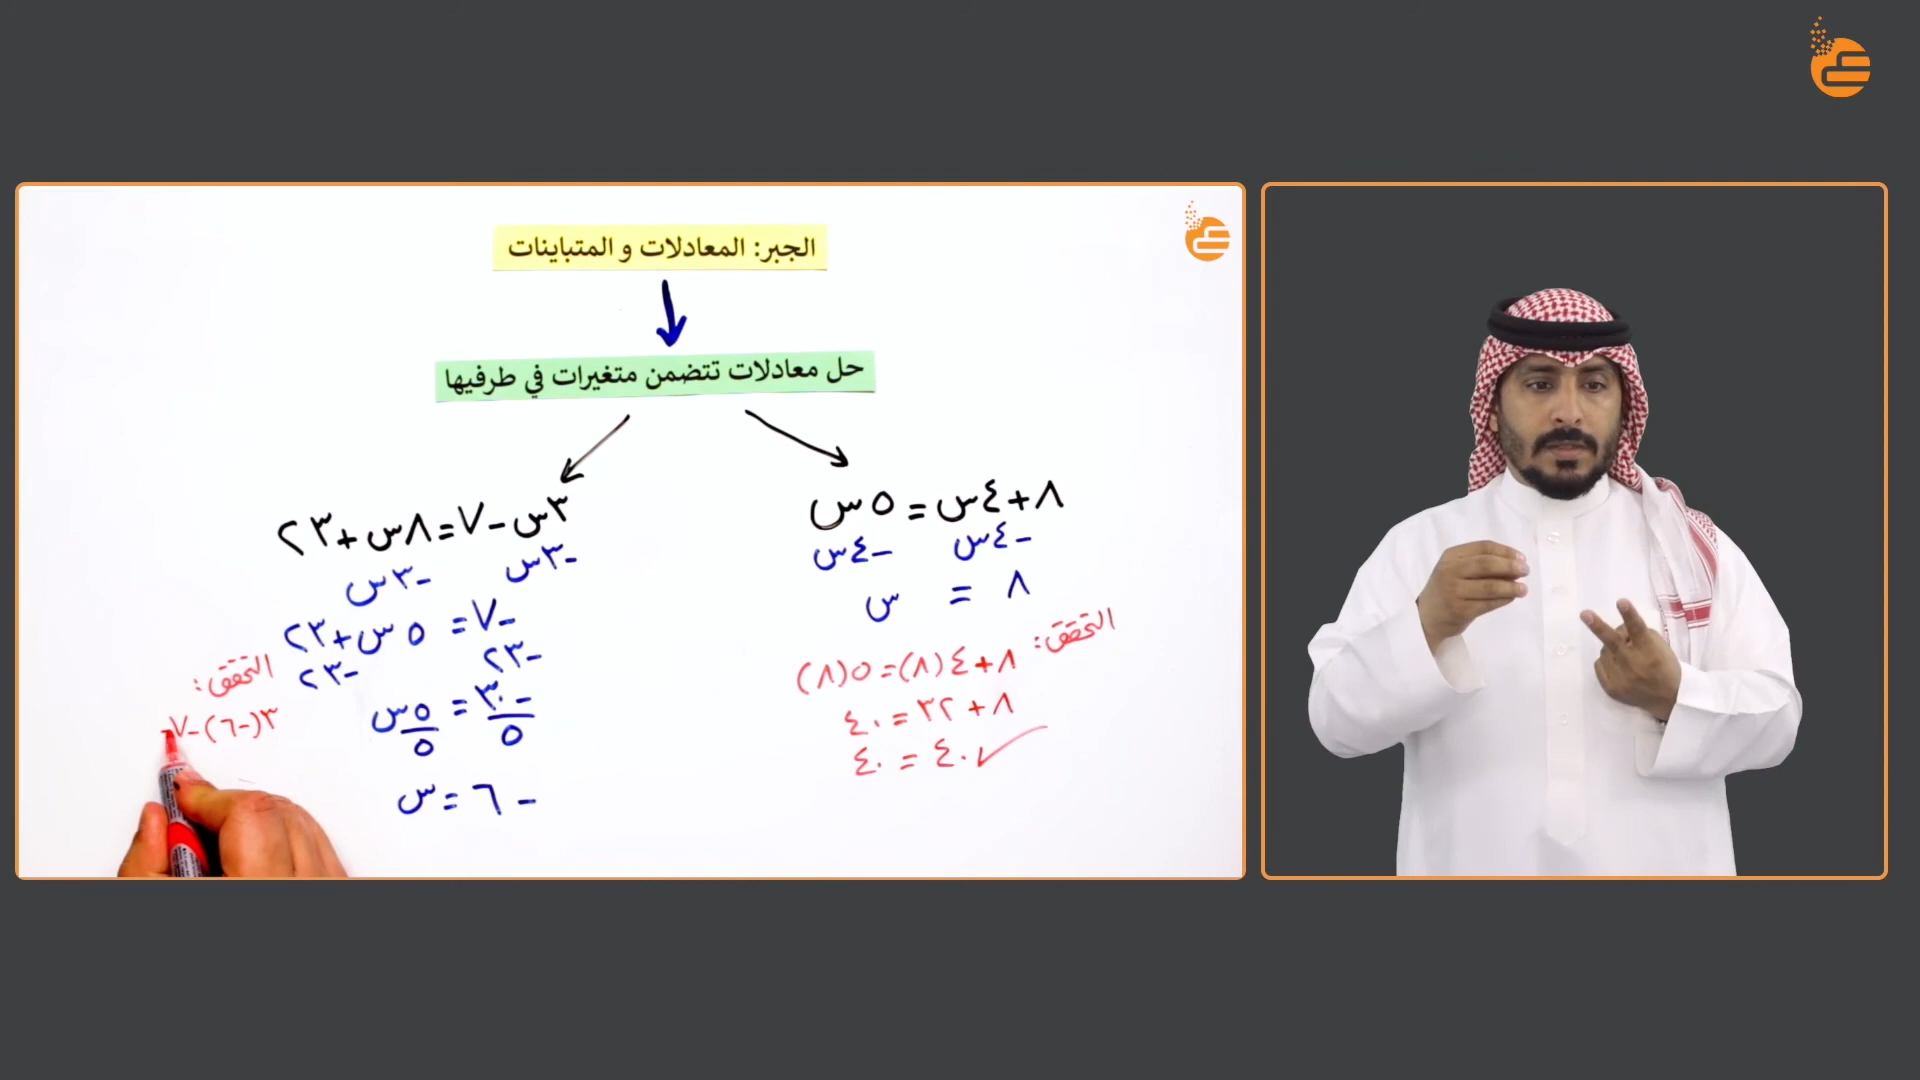 الجبر: المعادلات و المتباينات
حل معادلات تتضمن متغيرات في طرفيها
٨+٤س=٥س
-٤س -٤س
٨ = س
التحقق:
٨+٤(٨)=٥(٨)
٨+٣٢=٤٠
٤٠=٤٠✓
٣س-٧=٨س+٢٣
-٣س -٣س
-٧=٥س+٢٣
-٢٣ -٢٣
-٣٠/٥=٥س/٥
-٦=س
التحقق:
٣(-٦)-٧